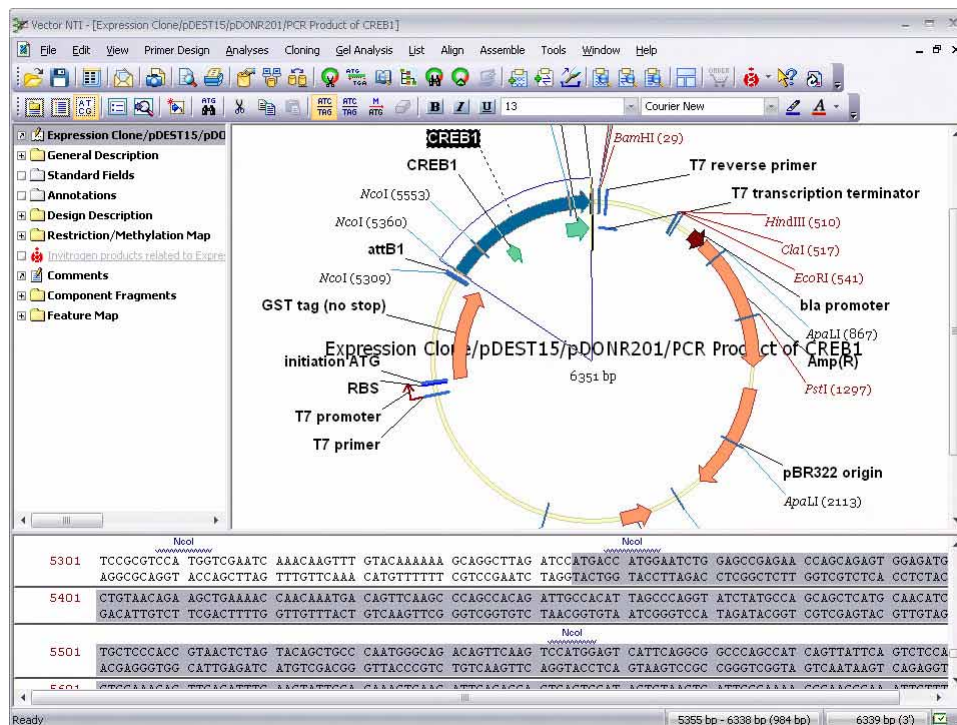 Vector NTI - [Expression Clone/pDEST15/pDONR201/PCR Product of CREB1]
File Edit View Primer Design Analyses Cloning Gel Analysis List Align Assemble Tools Window Help
B I U 13 Courier New A
Expression Clone/pDEST15/pDO
General Description
Standard Fields
Annotations
Design Description
Restriction/Methylation Map
Invitrogen products related to Expre
Comments
Component Fragments
Feature Map
CREB1
BamHI (29)
CREB1
T7 reverse primer
NcoI (5553)
T7 transcription terminator
NcoI (5360)
HindIII (510)
attB1
ClaI (517)
NcoI (5309)
EcoRI (541)
GST tag (no stop)
bla promoter
ApaLI (867)
Expression Clone/pDEST15/pDONR201/PCR Product of CREB1
initiation ATG
Amp(R)
6351 bp
RBS
PstI (1297)
T7 promoter
T7 primer
pBR322 origin
ApaLI (2113)
NcoI NcoI
5301 TCCGCGTCCA TGGTCGAATC AAACAAGTTT GTACAAAAAA GCAGGCTTAG ATCCATGACC ATGGAATCTG GAGCCGAGAA CCAGCAGAGT GGAGATG
AGGCGCAGGT ACCAGCTTAG TTTGTTCAAA CATGTTTTTT CGTCCGAATC TAGGTACTGG TACCTTAGAC CTCGGCTCTT GGTCGTCTCA CCTCTAC
5401 CTGTAACAGA AGCTGAAAAC CAACAAATGA CAGTTCAAGC CCAGCCACAG ATTGCCACAT TAGCCCAGGT ATCTATGCCA GCAGCTCATG CAACATC
GACATTGTCT TCGACTTTTG GTTGTTTACT GTCAAGTTCG GGTCGGTGTC TAACGGTGTA ATCGGGTCCA TAGATACGGT CGTCGAGTAC GTTGTAG
NcoI
5501 TGCTCCCACC GTAACTCTAG TACAGCTGCC CAATGGGCAG ACAGTTCAAG TCCATGGAGT CATTCAGGCG GCCCAGCCAT CAGTTATTCA GTCTCCA
ACGAGGGTGG CATTGAGATC ATGTCGACGG GTTACCCGTC TGTCAAGTTC AGGTACCTCA GTAAGTCCGC CGGGTCGGTA GTCAATAAGT CAGAGGT
5601
Ready 5355 bp - 6338 bp (984 bp) 6339 bp (3')